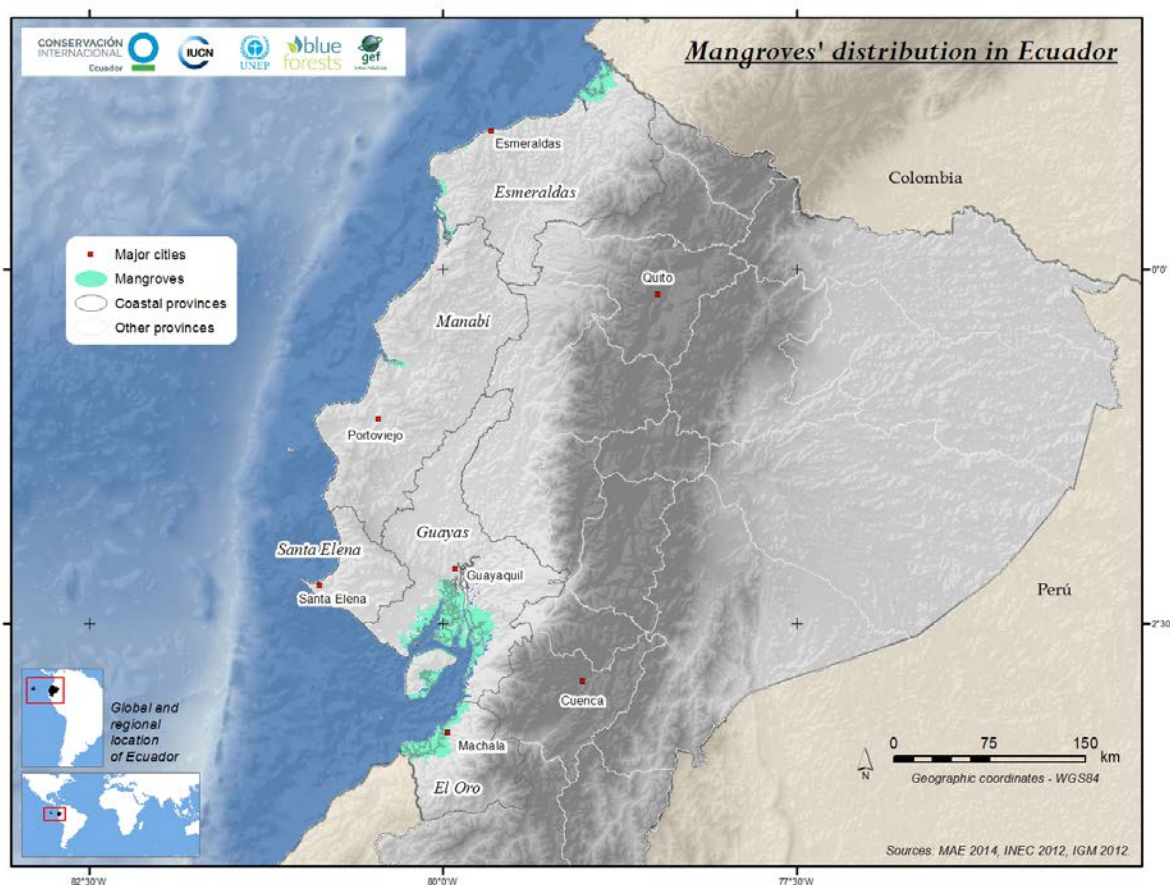 CONSERVACIÓN
INTERNACIONAL
Ecuador
IUCN
UNEP
blue
forests
gef
Mangroves' distribution in Ecuador
Esmeraldas
Esmeraldas
Colombia
Major cities
Mangroves
Coastal provinces
Other provinces
0°0'
Quito
Manabí
Portoviejo
Guayas
Santa Elena
Guayaquil
Santa Elena
Perú
2°30
Cuenca
Global and
regional
location
of Ecuador
Machala
El Oro
0 75 150
km
N
Geographic coordinates - WGS84
Sources: MAE 2014, INEC 2012, IGM 2012.
82°30' 80°0' 77°30'